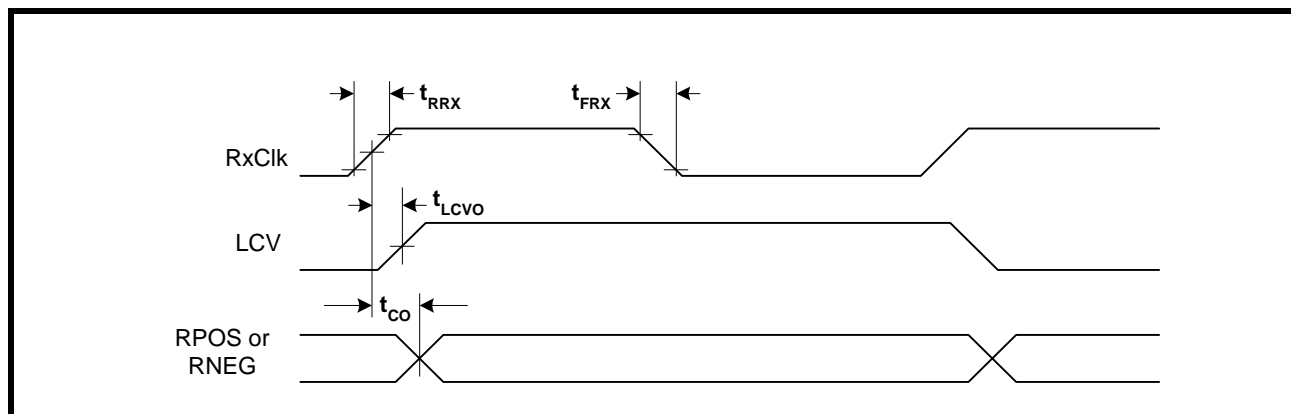 tRRX tFRX
RxClk
tLCVO
LCV
tCO
RPOS or
RNEG